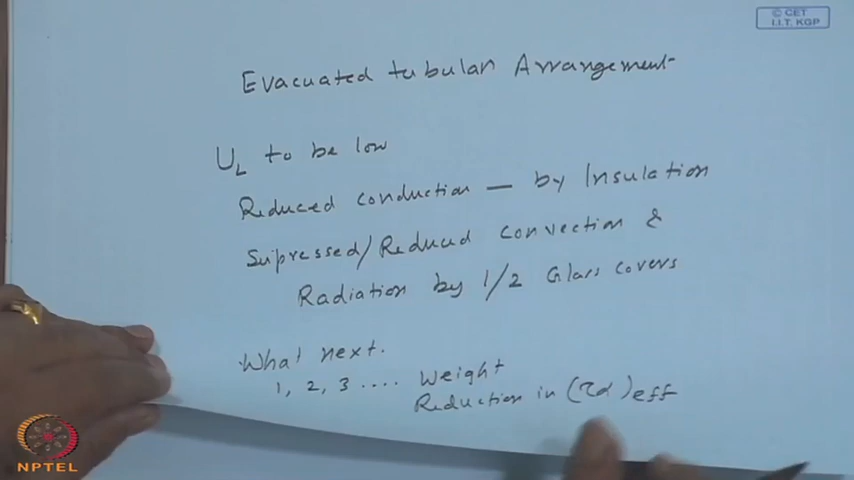 © CET
I.I.T. KGP
Evacuated tubular Arrangement
U_L to be low
Reduced conduction — by Insulation
Supressed/Reduced convection &
Radiation by 1/2 Glass covers
What next.
1, 2, 3 .... Weight
Reduction in (τα)eff
NPTEL